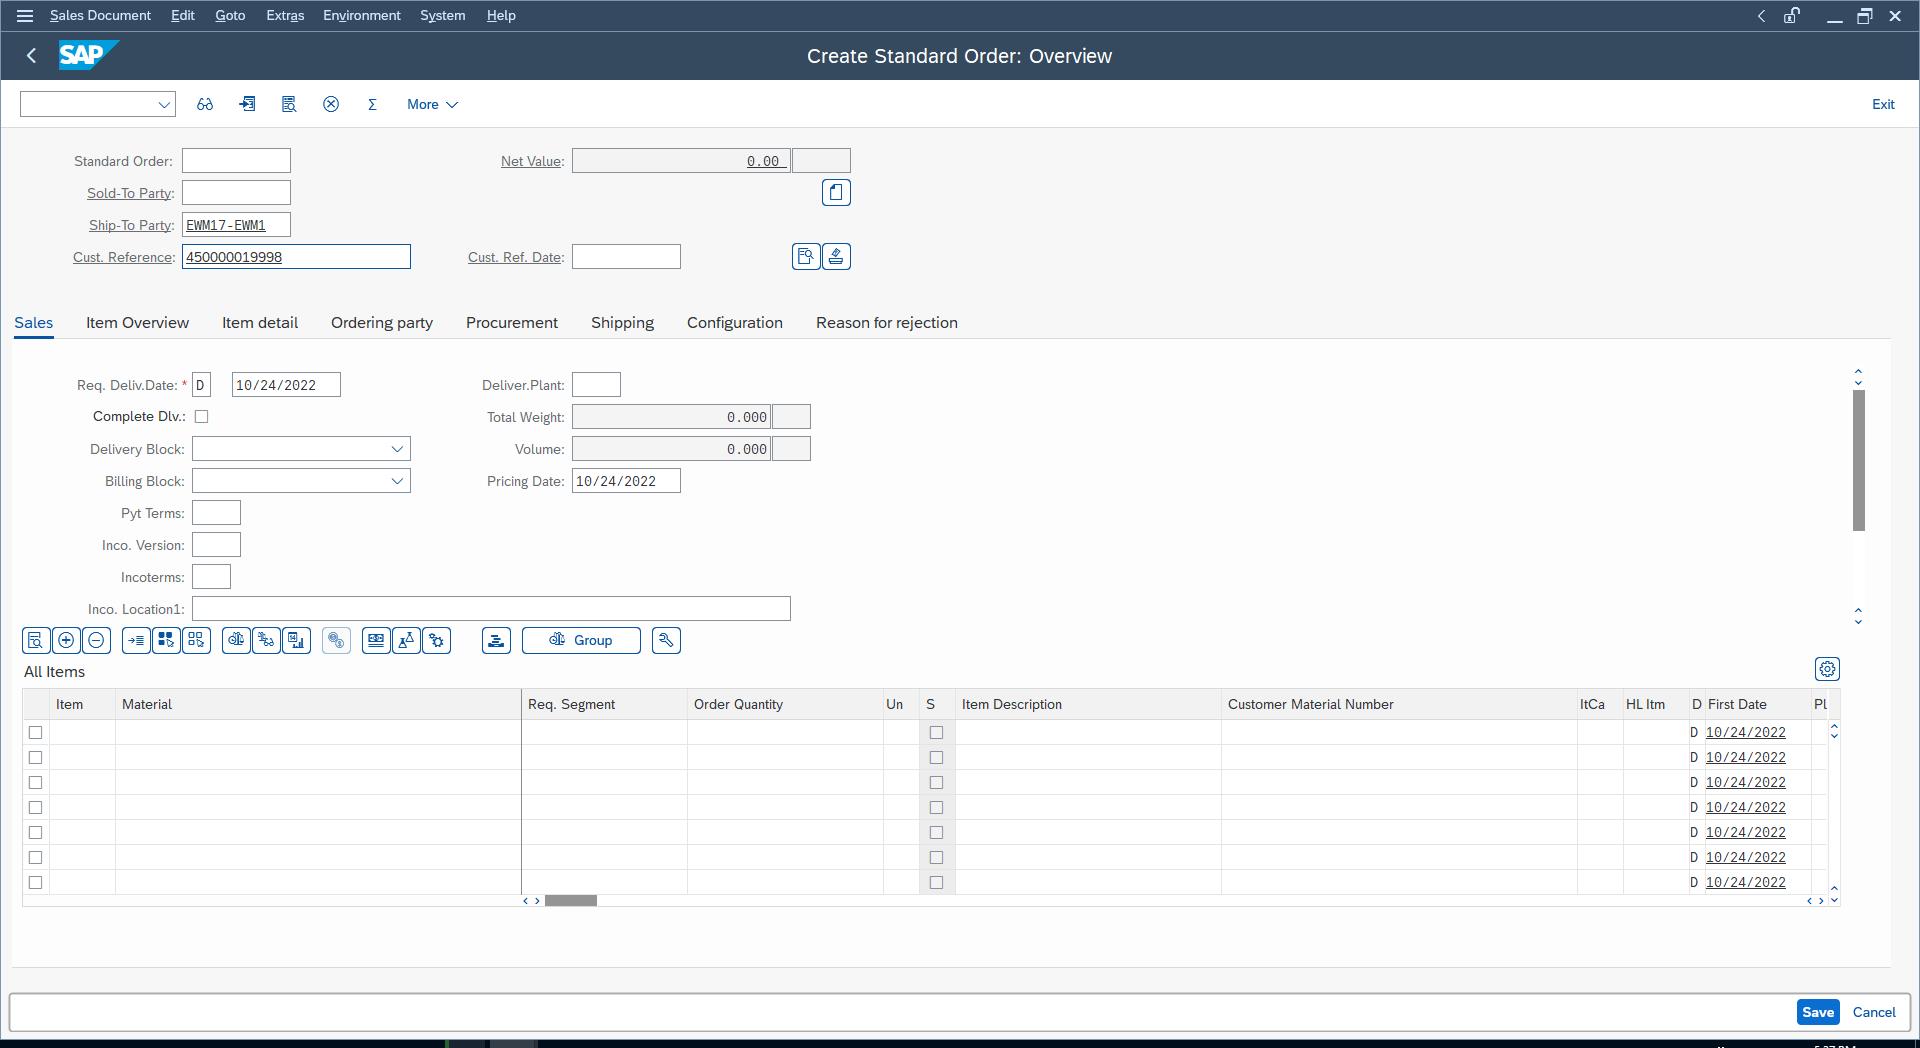 Sales Document Edit Goto Extras Environment System Help
SAP Create Standard Order: Overview
More Exit
Standard Order: Net Value: 0.00
Sold-To Party:
Ship-To Party: EWM17-EWM1
Cust. Reference: 450000019998 Cust. Ref. Date:
Sales Item Overview Item detail Ordering party Procurement Shipping Configuration Reason for rejection
Req. Deliv.Date: * D 10/24/2022 Deliver.Plant:
Complete Dlv.: Total Weight: 0.000
Delivery Block: Volume: 0.000
Billing Block: Pricing Date: 10/24/2022
Pyt Terms:
Inco. Version:
Incoterms:
Inco. Location1:
Group
All Items
Item Material Req. Segment Order Quantity Un S Item Description Customer Material Number ItCa HL Itm D First Date Pl
D 10/24/2022
D 10/24/2022
D 10/24/2022
D 10/24/2022
D 10/24/2022
D 10/24/2022
D 10/24/2022
Save Cancel